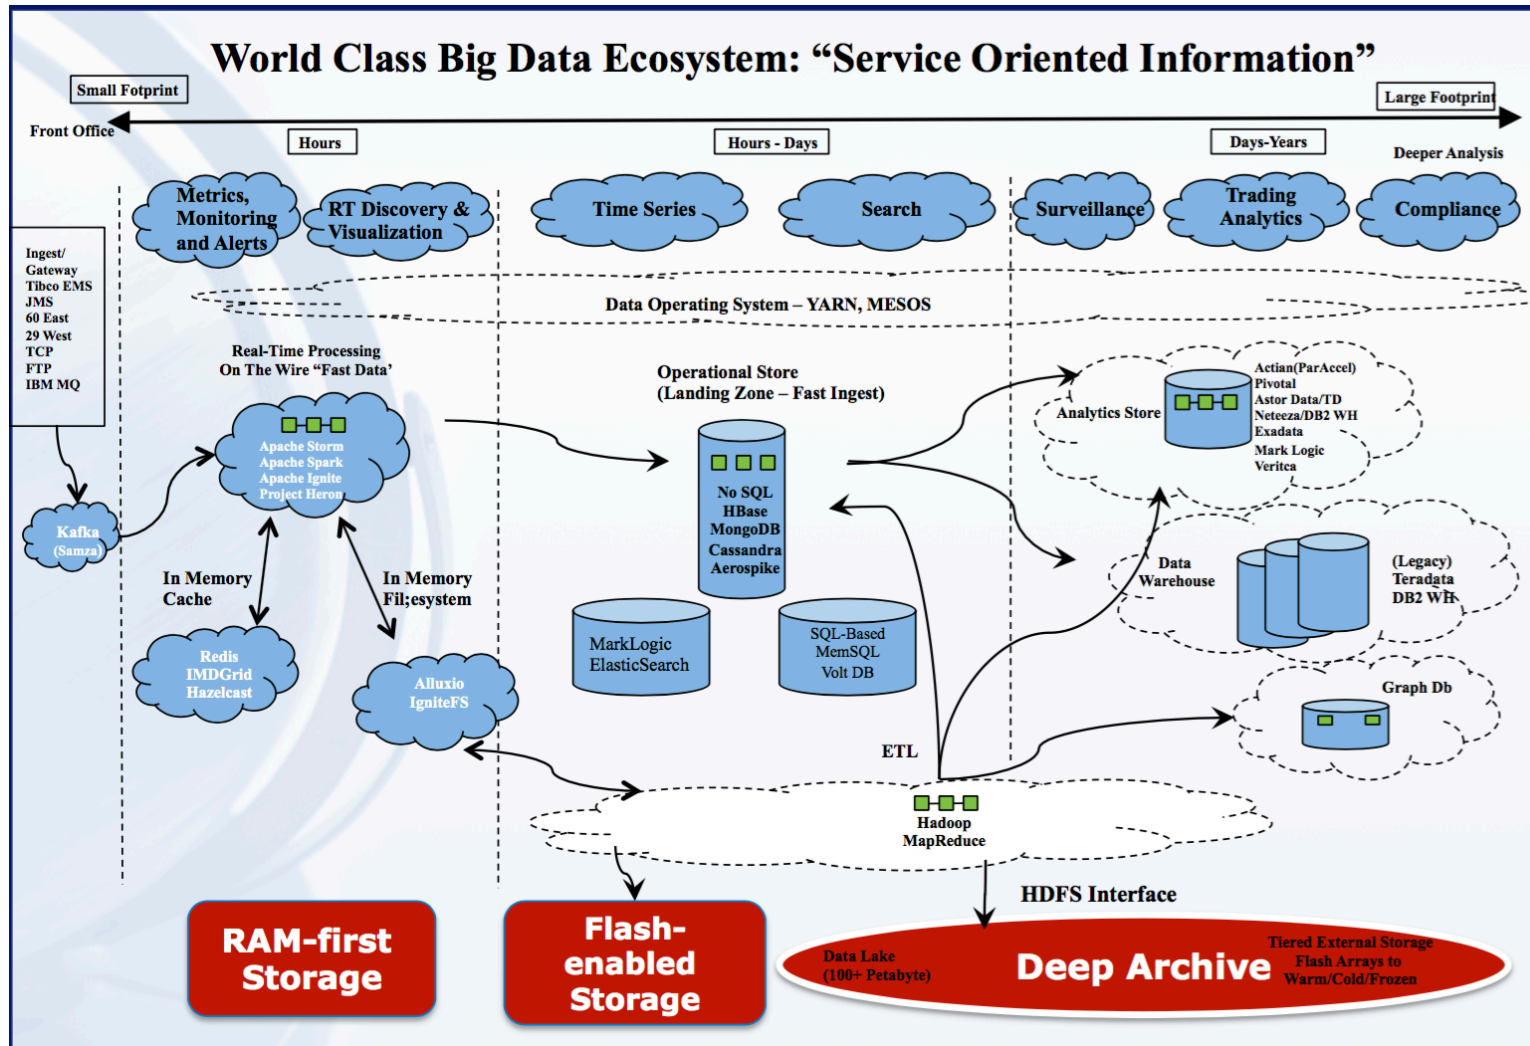 World Class Big Data Ecosystem: “Service Oriented Information”
Small Fotprint
Large Footprint
Front Office
Hours
Hours - Days
Days-Years
Deeper Analysis
Metrics,
Monitoring
and Alerts
RT Discovery &
Visualization
Time Series
Search
Surveillance
Trading
Analytics
Compliance
Ingest/
Gateway
Tibco EMS
JMS
60 East
29 West
TCP
FTP
IBM MQ
Data Operating System – YARN, MESOS
Real-Time Processing
On The Wire “Fast Data’
Apache Storm
Apache Spark
Apache Ignite
Project Heron
Kafka
(Samza)
In Memory
Cache
In Memory
Fil;esystem
Redis
IMDGrid
Hazelcast
Alluxio
IgniteFS
Operational Store
(Landing Zone – Fast Ingest)
No SQL
HBase
MongoDB
Cassandra
Aerospike
MarkLogic
ElasticSearch
SQL-Based
MemSQL
Volt DB
Analytics Store
Actian(ParAccel)
Pivotal
Astor Data/TD
Neteeza/DB2 WH
Exadata
Mark Logic
Veritca
Data
Warehouse
(Legacy)
Teradata
DB2 WH
Graph Db
ETL
Hadoop
MapReduce
HDFS Interface
RAM-first
Storage
Flash-
enabled
Storage
Data Lake
(100+ Petabyte)
Deep Archive
Tiered External Storage
Flash Arrays to
Warm/Cold/Frozen